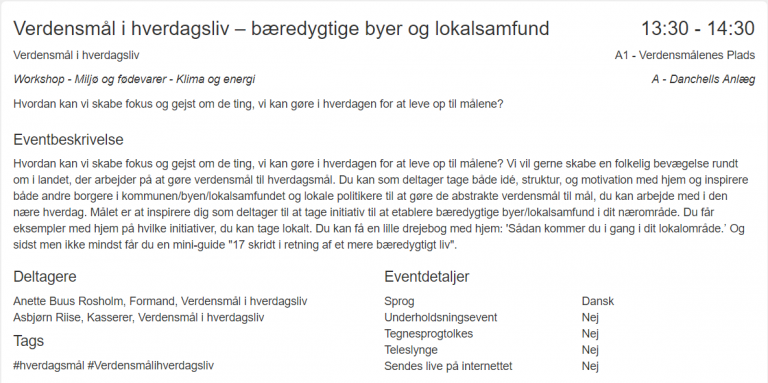 Verdensmål i hverdagsliv – bæredygtige byer og lokalsamfund
13:30 - 14:30
Verdensmål i hverdagsliv
A1 - Verdensmålenes Plads
Workshop - Miljø og fødevarer - Klima og energi
A - Danchells Anlæg
Hvordan kan vi skabe fokus og gejst om de ting, vi kan gøre i hverdagen for at leve op til målene?
Eventbeskrivelse
Hvordan kan vi skabe fokus og gejst om de ting, vi kan gøre i hverdagen for at leve op til målene? Vi vil gerne skabe en folkelig bevægelse rundt
om i landet, der arbejder på at gøre verdensmål til hverdagsmål. Du kan som deltager tage både idé, struktur, og motivation med hjem og inspirere
både andre borgere i kommunen/byen/lokalsamfundet og lokale politikere til at gøre de abstrakte verdensmål til mål, du kan arbejde med i den
nære hverdag. Målet er at inspirere dig som deltager til at tage initiativ til at etablere bæredygtige byer/lokalsamfund i dit nærområde. Du får
eksempler med hjem på hvilke initiativer, du kan tage lokalt. Du kan få en lille drejebog med hjem: 'Sådan kommer du i gang i dit lokalområde.’ Og
sidst men ikke mindst får du en mini-guide "17 skridt i retning af et mere bæredygtigt liv".
Deltagere
Anette Buus Rosholm, Formand, Verdensmål i hverdagsliv
Asbjørn Riise, Kasserer, Verdensmål i hverdagsliv
Tags
#hverdagsmål #Verdensmålihverdagsliv
Eventdetaljer
Sprog Dansk
Underholdsningsevent Nej
Tegnesprogtolkes Nej
Teleslynge Nej
Sendes live på internettet Nej